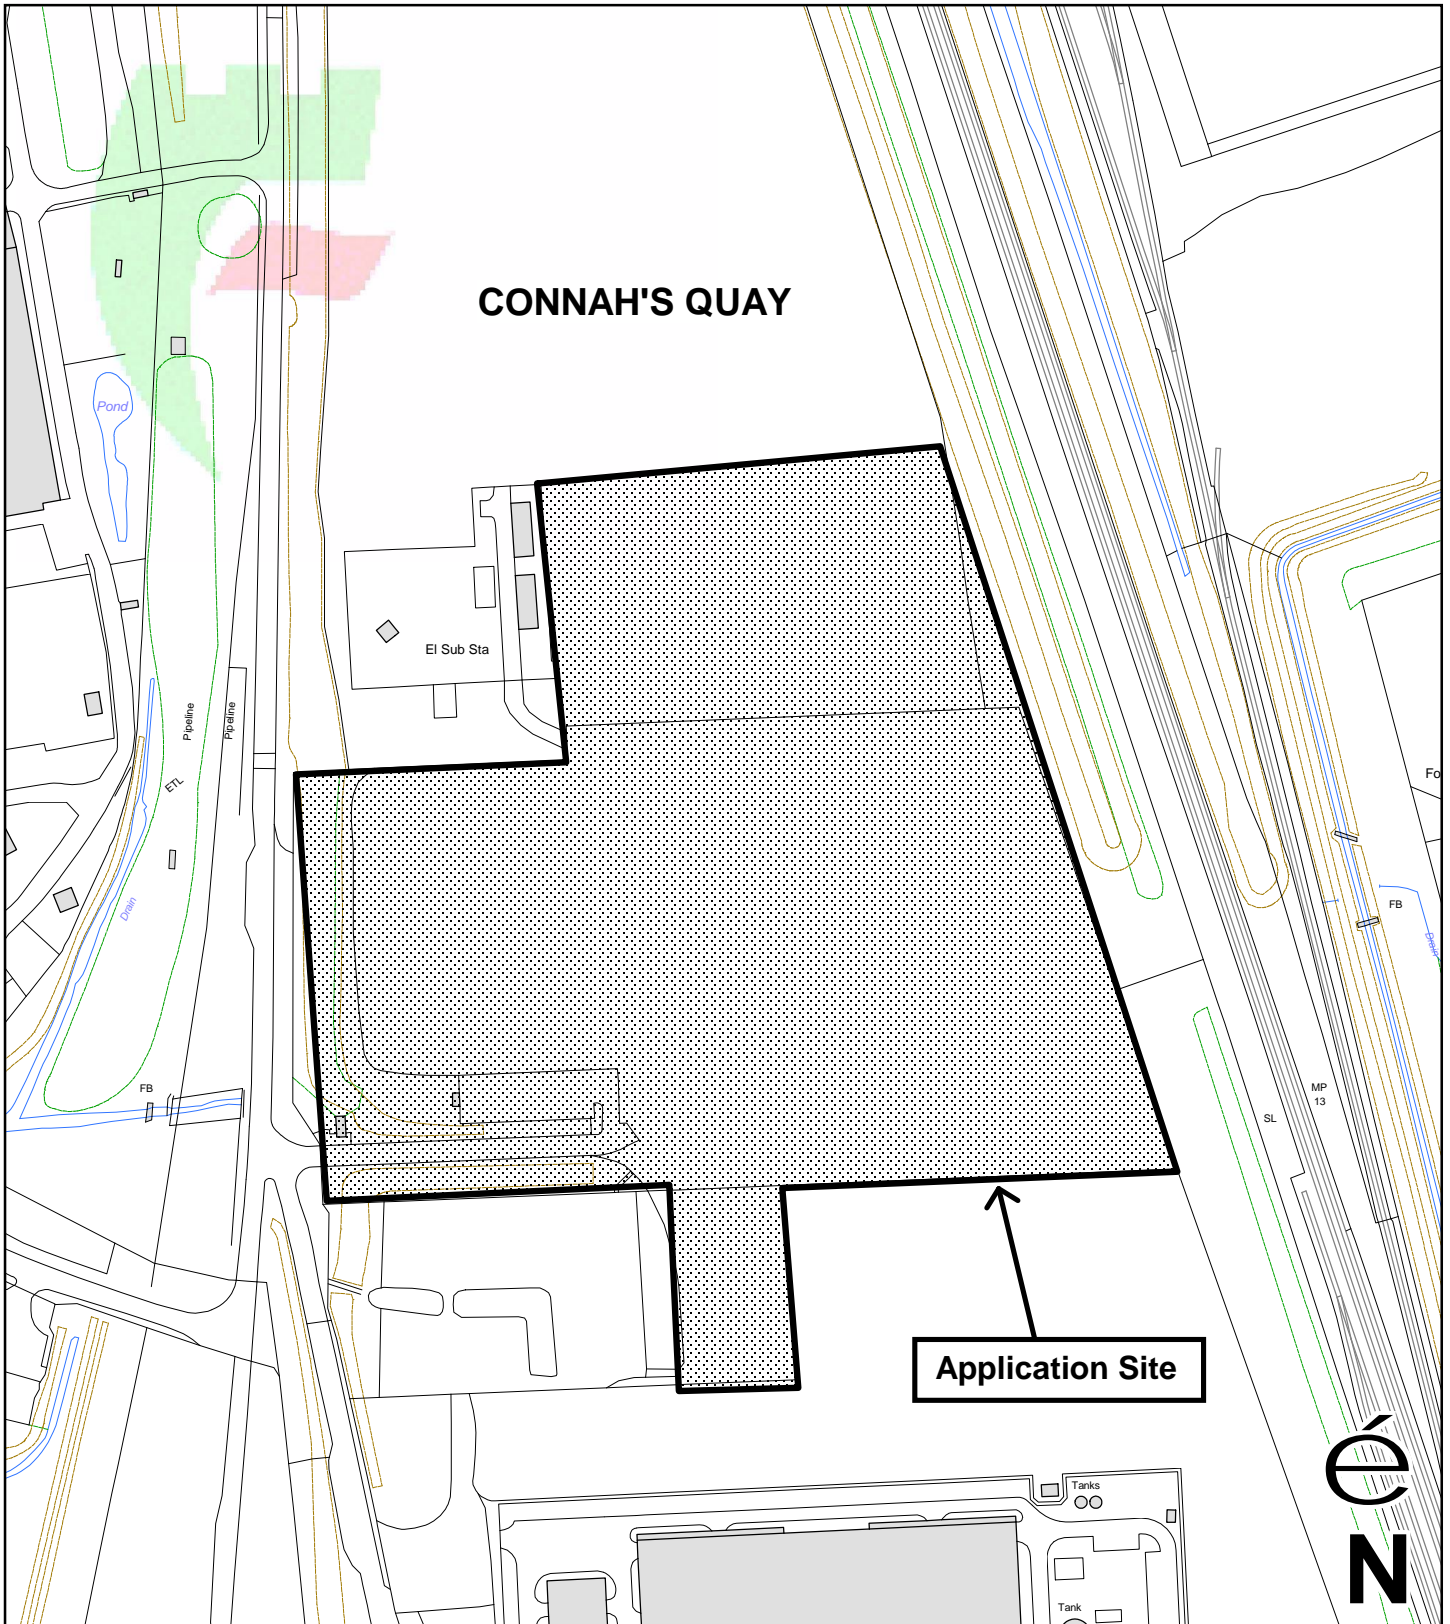 CONNAH'S QUAY
Pond
El Sub Sta
Pipeline
Pipeline
ETL
Fo
Drain
FB
Drain
FB
MP
13
SL
Application Site
é
N
Tanks
Tank